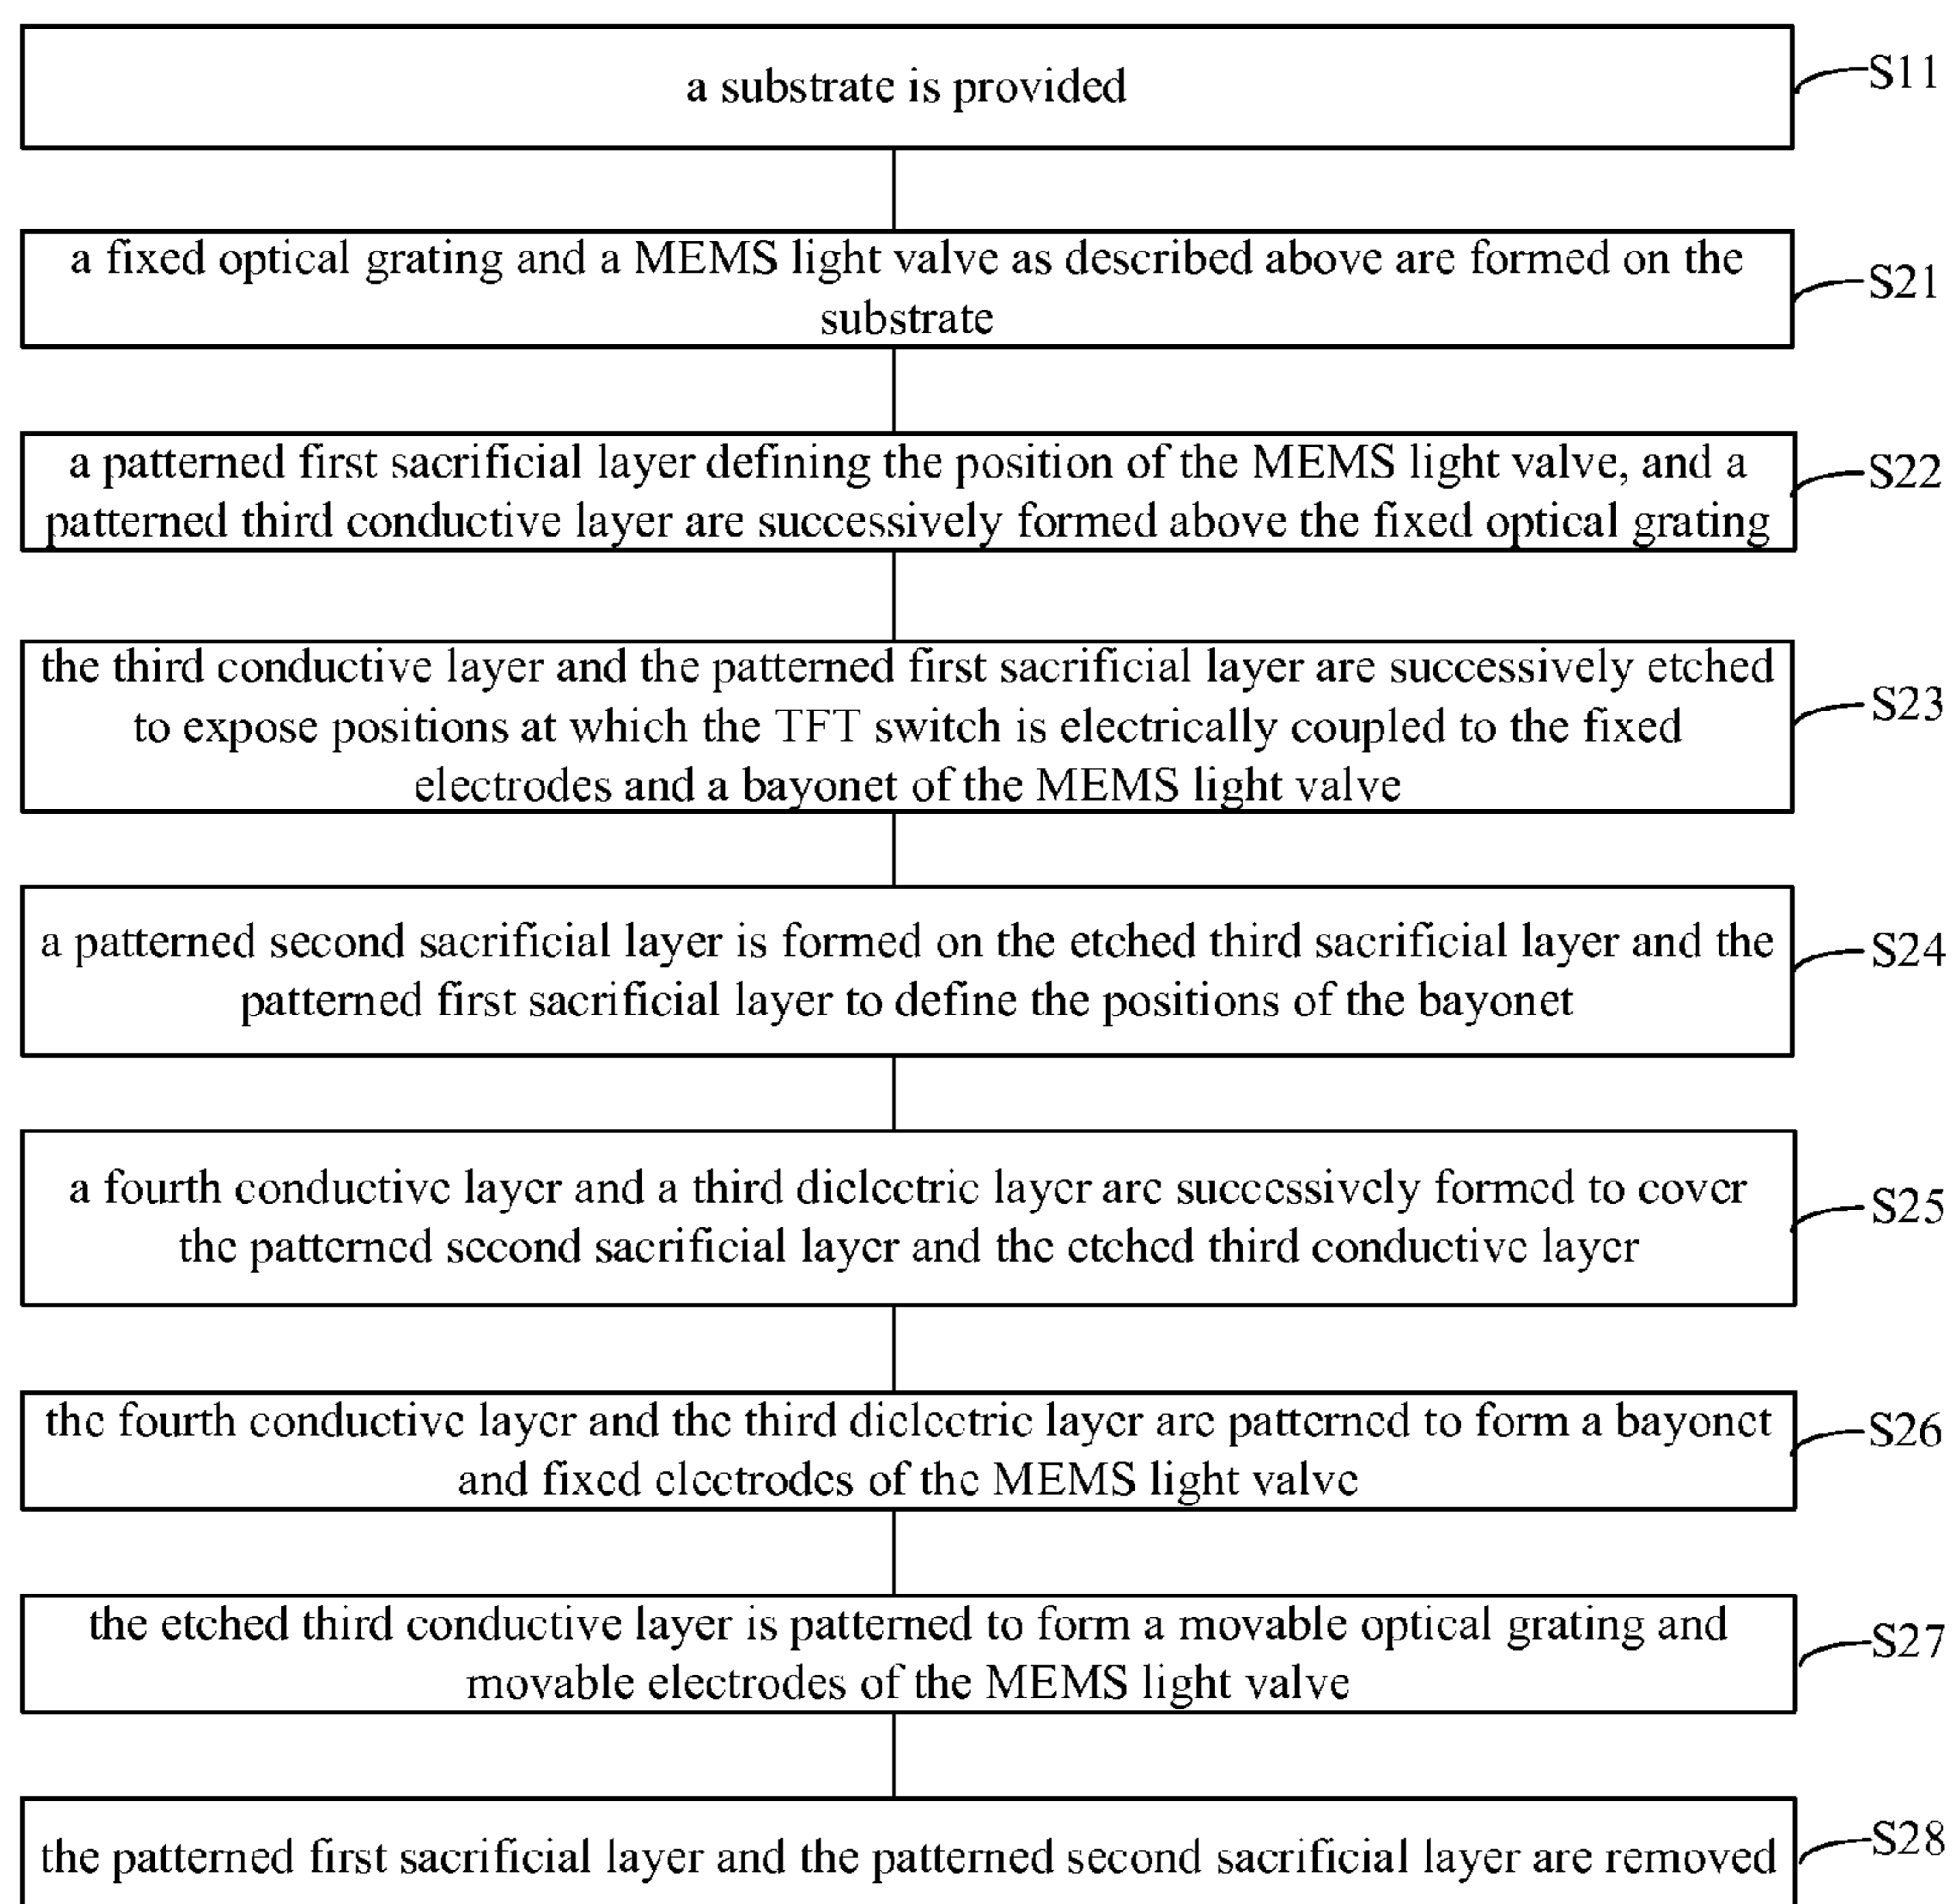 a substrate is provided
S11
a fixed optical grating and a MEMS light valve as described above are formed on the
substrate
S21
a patterned first sacrificial layer defining the position of the MEMS light valve, and a
patterned third conductive layer are successively formed above the fixed optical grating
S22
the third conductive layer and the patterned first sacrificial layer are successively etched
to expose positions at which the TFT switch is electrically coupled to the fixed
electrodes and a bayonet of the MEMS light valve
S23
a patterned second sacrificial layer is formed on the etched third sacrificial layer and the
patterned first sacrificial layer to define the positions of the bayonet
S24
a fourth conductive layer and a third dielectric layer are successively formed to cover
the patterned second sacrificial layer and the etched third conductive layer
S25
the fourth conductive layer and the third dielectric layer are patterned to form a bayonet
and fixed electrodes of the MEMS light valve
S26
the etched third conductive layer is patterned to form a movable optical grating and
movable electrodes of the MEMS light valve
S27
the patterned first sacrificial layer and the patterned second sacrificial layer are removed
S28